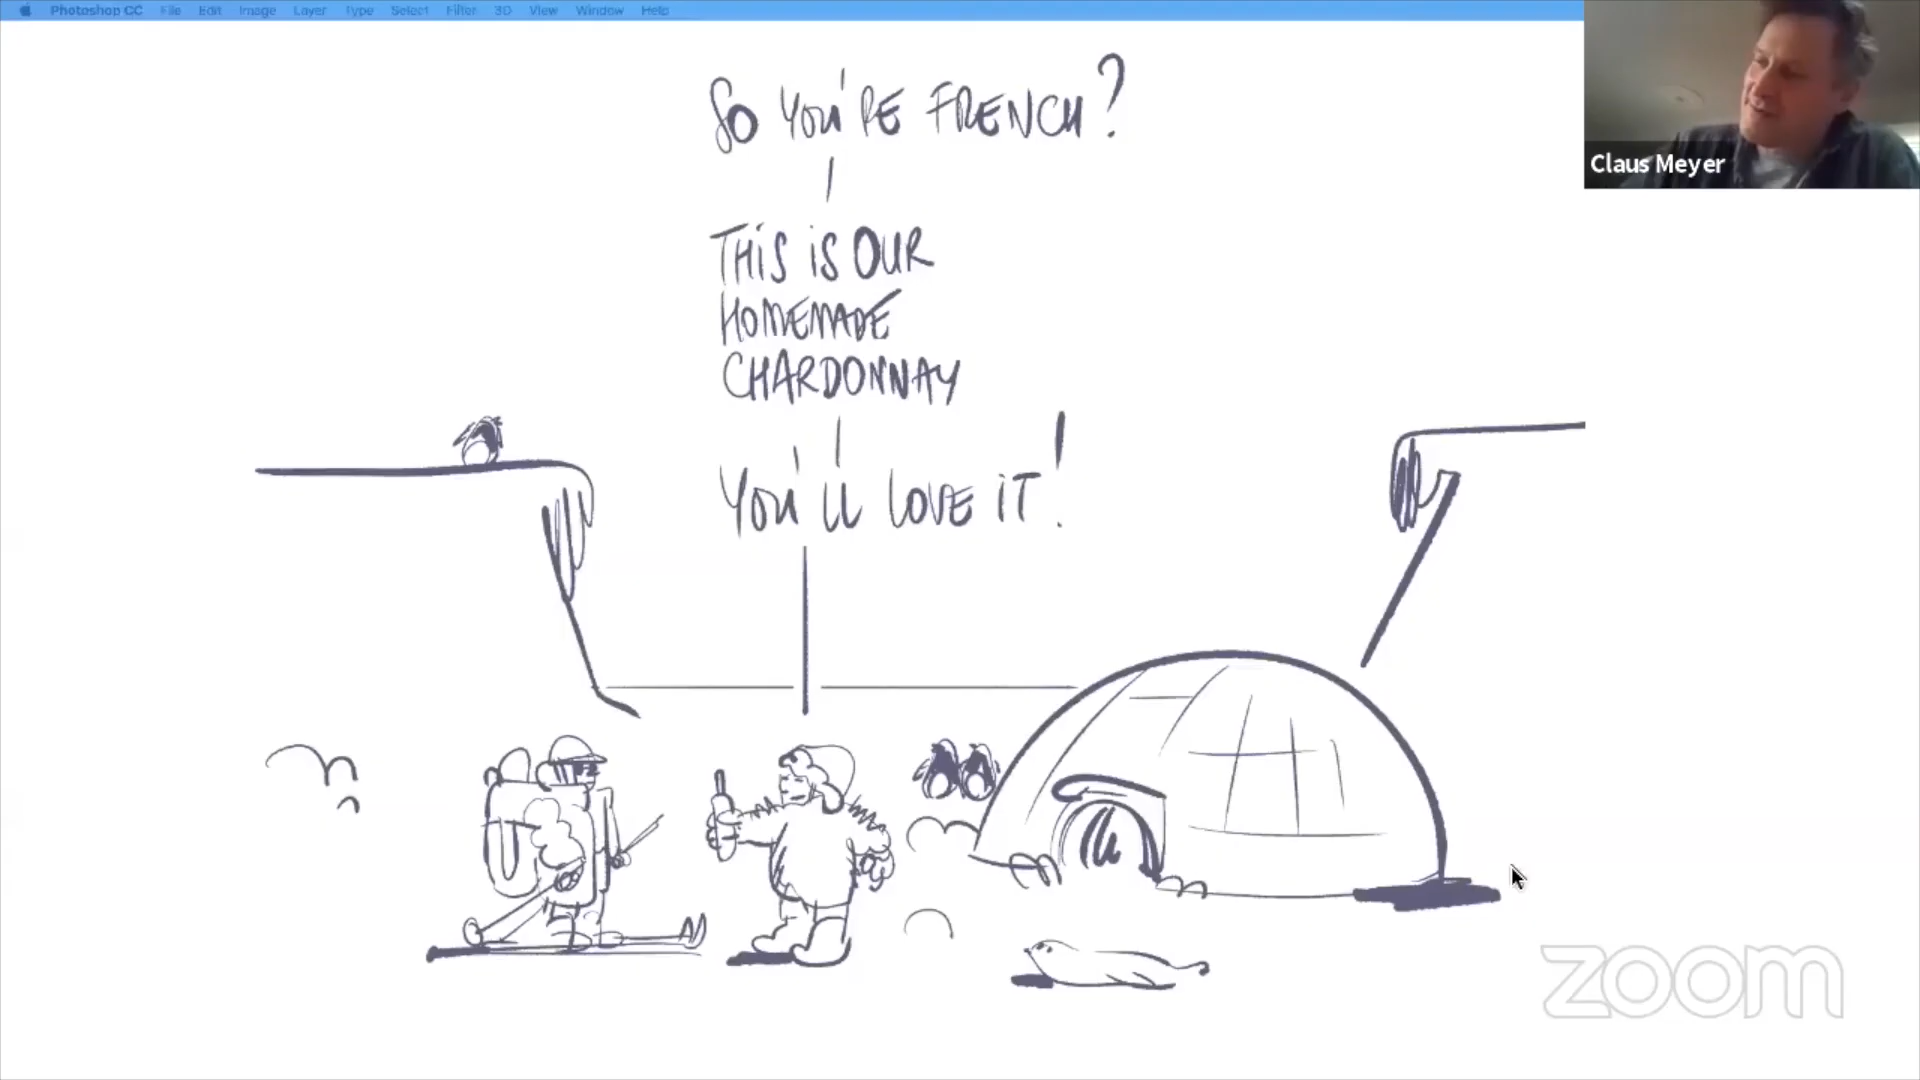 Photoshop CC File Edit Image Layer Type Select Filter 3D View Window Help
SO YOU'RE FRENCH?
THIS IS OUR
HOMEMADE
CHARDONNAY
YOU'LL LOVE IT!
Claus Meyer
zoom